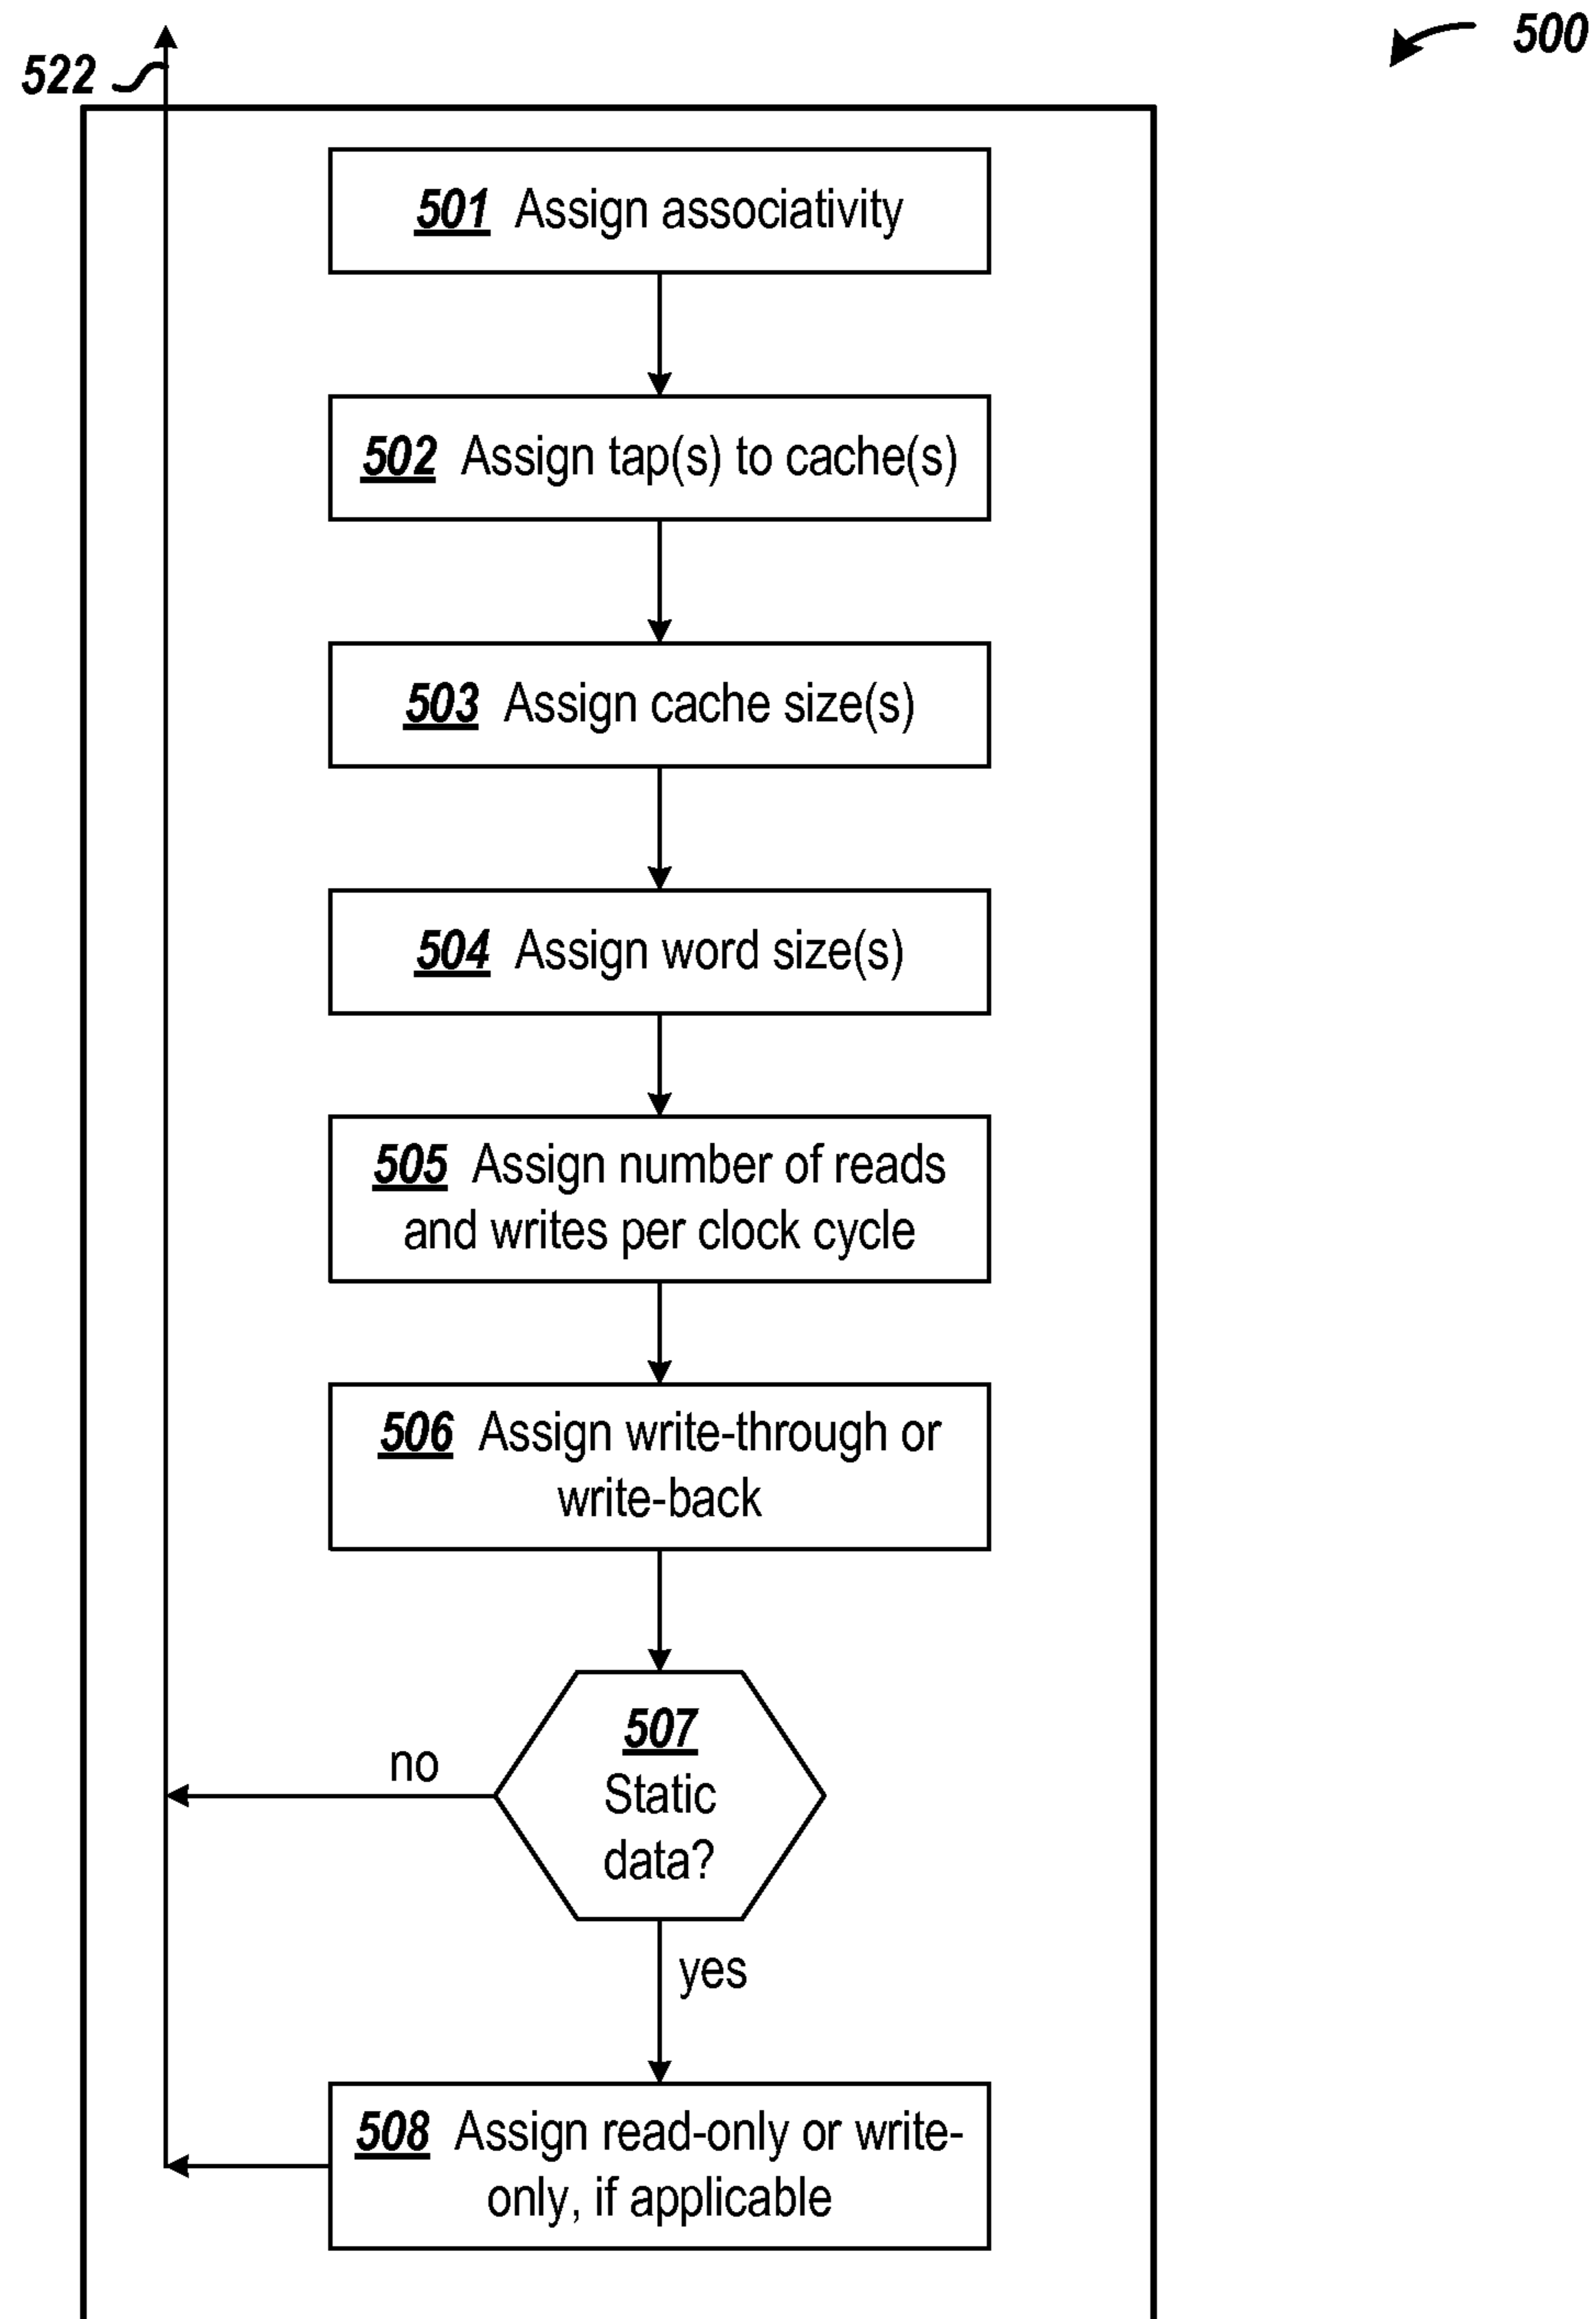 500
522
501 Assign associativity
502 Assign tap(s) to cache(s)
503 Assign cache size(s)
504 Assign word size(s)
505 Assign number of reads
and writes per clock cycle
506 Assign write-through or
write-back
507
Static
data?
no
yes
508 Assign read-only or write-
only, if applicable